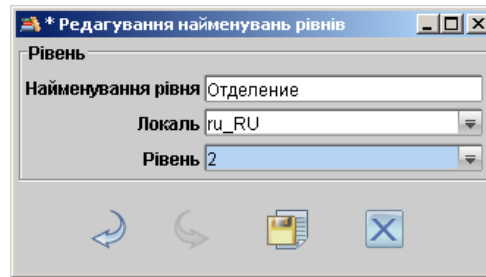 * Редагування найменувань рівнів
Рівень
Найменування рівня Отделение
Локаль ru_RU
Рівень 2